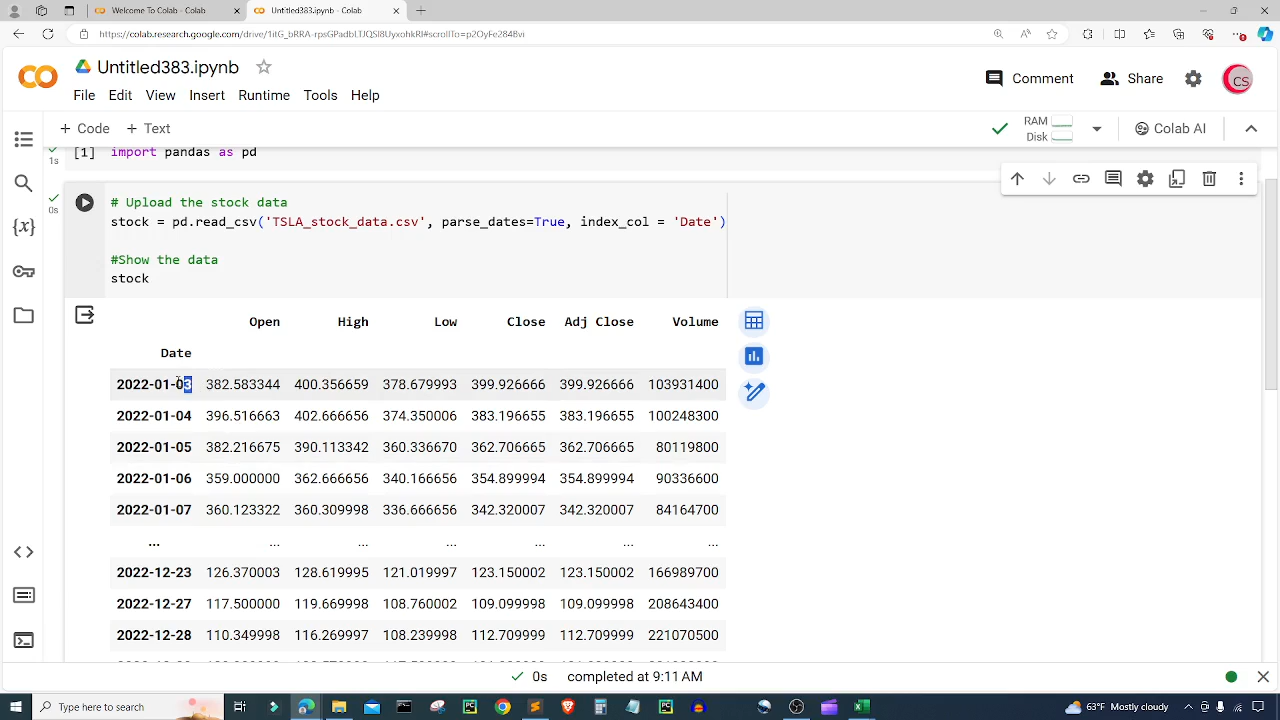 Welcome To Colab - Colab
Untitled383.ipynb - Colab
Untitled383.ipynb
File Edit View Insert Runtime Tools Help
Comment
Share
CS
+ Code + Text
RAM
Disk
Colab AI
[1] import pandas as pd
1s
0s
# Upload the stock data
stock = pd.read_csv('TSLA_stock_data.csv', parse_dates=True, index_col = 'Date')
#Show the data
stock
Open High Low Close Adj Close Volume
Date
2022-01-03 382.583344 400.356659 378.679993 399.926666 399.926666 103931400
2022-01-04 396.516663 402.666656 374.350006 383.196655 383.196655 100248300
2022-01-05 382.216675 390.113342 360.336670 362.706665 362.706665 80119800
2022-01-06 359.000000 362.666656 340.166656 354.899994 354.899994 90336600
2022-01-07 360.123322 360.309998 336.666656 342.320007 342.320007 84164700
... ... ... ... ... ... ...
2022-12-23 126.370003 128.619995 121.019997 123.150002 123.150002 166989700
2022-12-27 117.500000 119.669998 108.760002 109.099998 109.099998 208643400
2022-12-28 110.349998 116.269997 108.239998 112.709999 112.709999 221070500
0s completed at 9:11 AM
Type here to search
63°F Mostly cloudy